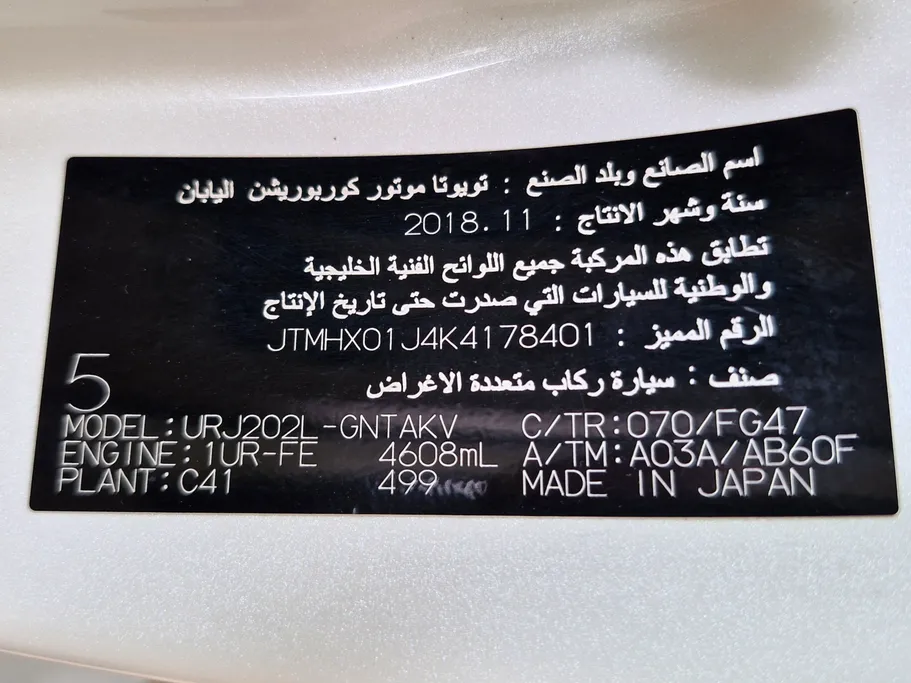 اسم الصانع وبلد الصنع : تويوتا موتور كوربوريشن اليابان
سنة وشهر الانتاج : 2018.11
تطابق هذه المركبة جميع اللوائح الفنية الخليجية
والوطنية للسيارات التي صدرت حتى تاريخ الإنتاج
الرقم المميز : JTMHX01J4K4178401
صنف : سيارة ركاب متعددة الاغراض
5
MODEL:URJ202L-GNTAKV C/TR:070/FG47
ENGINE:1UR-FE 4608mL A/TM:A03A/AB60F
PLANT:C41 499 MADE IN JAPAN